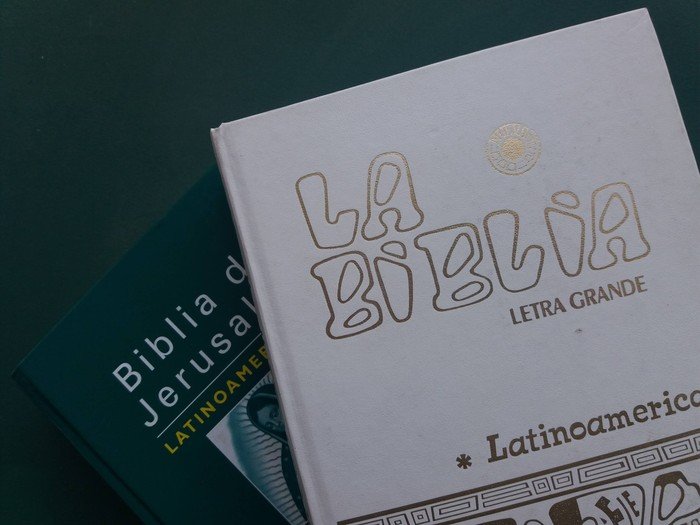 LA
BIBLIA
LETRA GRANDE
* Latinoamerica
Biblia d
Jerusal
LATINOAMER